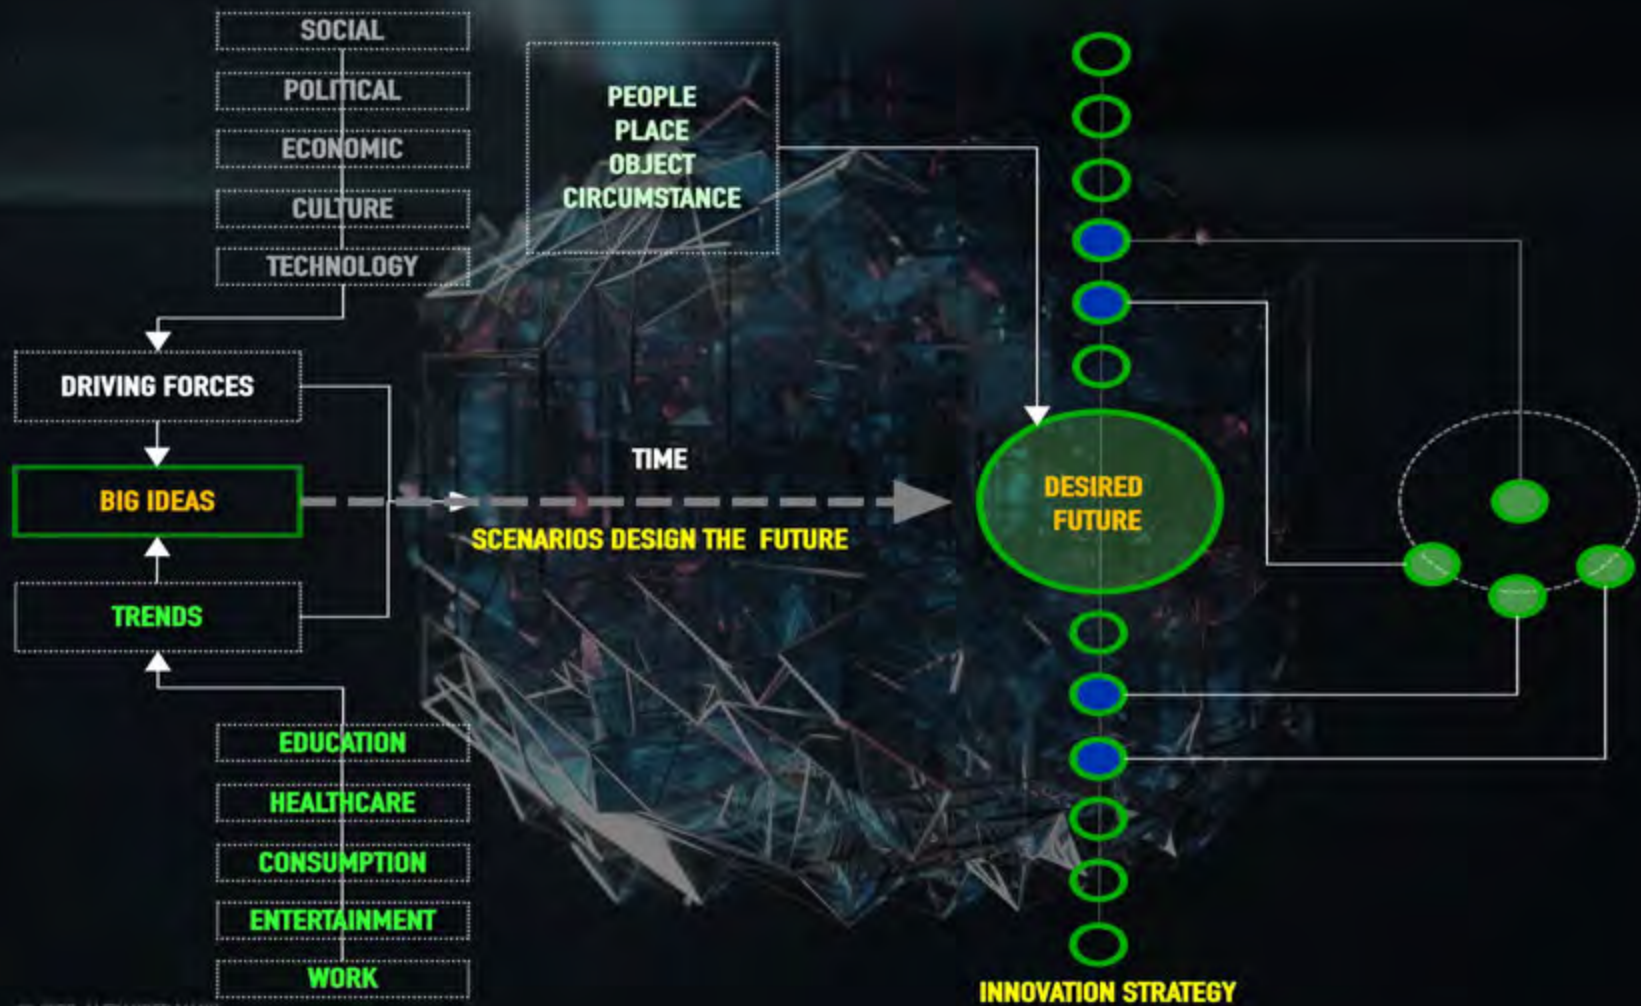 SOCIAL
POLITICAL
ECONOMIC
CULTURE
TECHNOLOGY
PEOPLE
PLACE
OBJECT
CIRCUMSTANCE
DRIVING FORCES
BIG IDEAS
TRENDS
TIME
SCENARIOS DESIGN THE FUTURE
DESIRED
FUTURE
EDUCATION
HEALTHCARE
CONSUMPTION
ENTERTAINMENT
WORK
INNOVATION STRATEGY